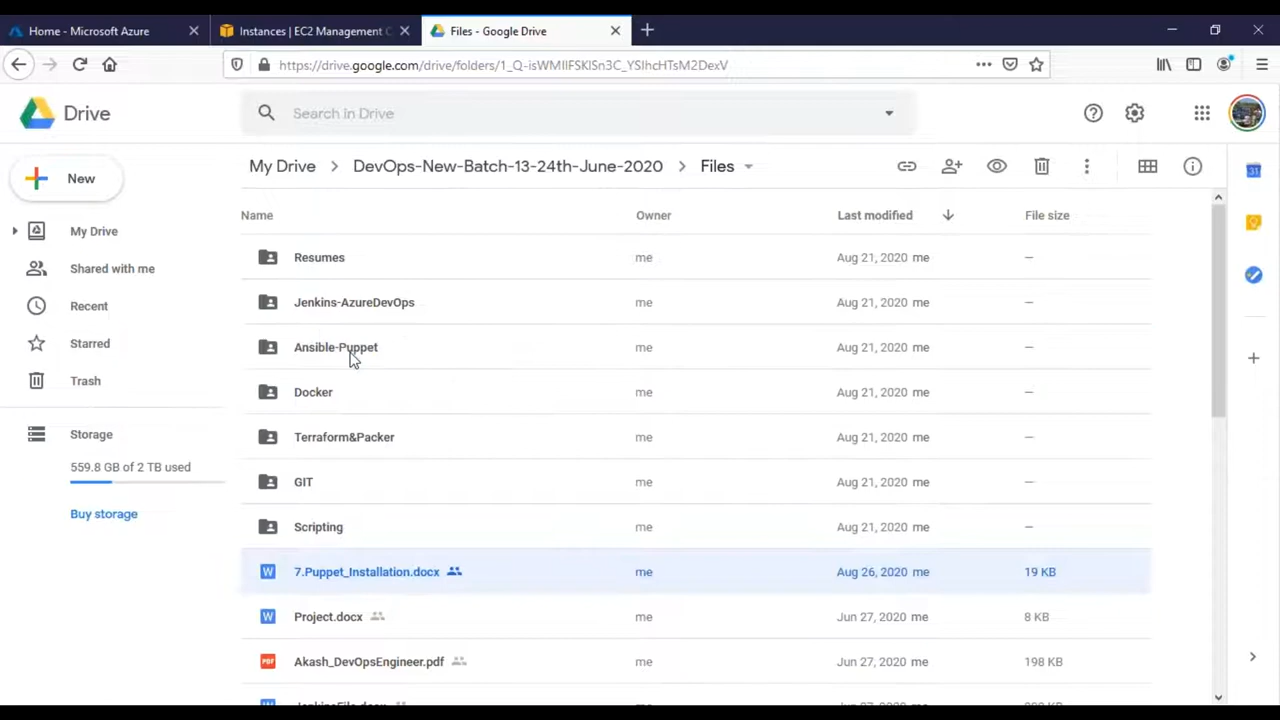 Home - Microsoft Azure
Instances | EC2 Management C
Files - Google Drive
https://drive.google.com/drive/folders/
Drive
Search in Drive
New
My Drive
DevOps-New-Batch-13-24th-June-2020
Files
My Drive
Shared with me
Recent
Starred
Trash
Storage
559.8 GB of 2 TB used
Buy storage
Name Owner Last modified File size
Resumes me Aug 21, 2020 me –
Jenkins-AzureDevOps me Aug 21, 2020 me –
Ansible-Puppet me Aug 21, 2020 me –
Docker me Aug 21, 2020 me –
Terraform&Packer me Aug 21, 2020 me –
GIT me Aug 21, 2020 me –
Scripting me Aug 21, 2020 me –
W 7.Puppet_Installation.docx me Aug 26, 2020 me 19 KB
W Project.docx me Jun 27, 2020 me 8 KB
PDF Akash_DevOpsEngineer.pdf me Jun 27, 2020 me 198 KB
31